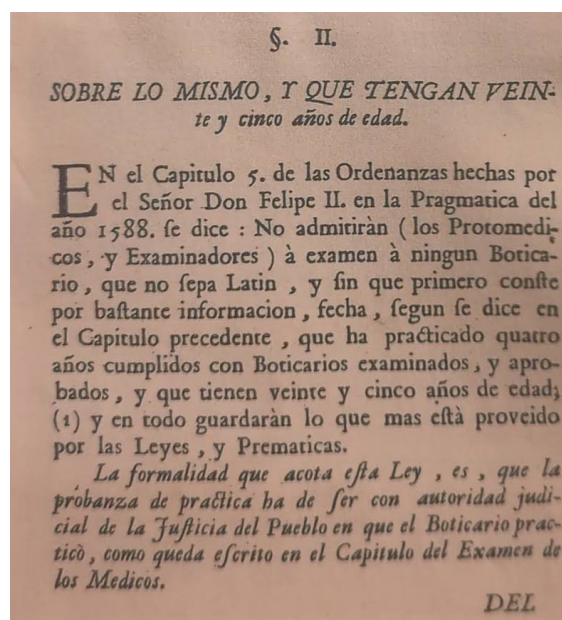 §. II.
SOBRE LO MISMO, Y QUE TENGAN VEIN-
te y cinco años de edad.
EN el Capitulo 5. de las Ordenanzas hechas por
el Señor Don Felipe II. en la Pragmatica del
año 1588. ſe dice : No admitiràn ( los Protomedi-
cos , y Examinadores ) à examen à ningun Botica-
rio , que no ſepa Latin , y ſin que primero conſte
por baſtante informacion , fecha , ſegun ſe dice en
el Capitulo precedente , que ha practicado quatro
años cumplidos con Boticarios examinados , y apro-
bados , y que tienen veinte y cinco años de edad;
(1) y en todo guardaràn lo que mas eſtà proveido
por las Leyes , y Prematicas.
La formalidad que acota eſta Ley , es , que la
probanza de practica ha de ſer con autoridad judi-
cial de la Juſticia del Pueblo en que el Boticario prac-
ticò , como queda eſcrito en el Capitulo del Examen de
los Medicos.
DEL